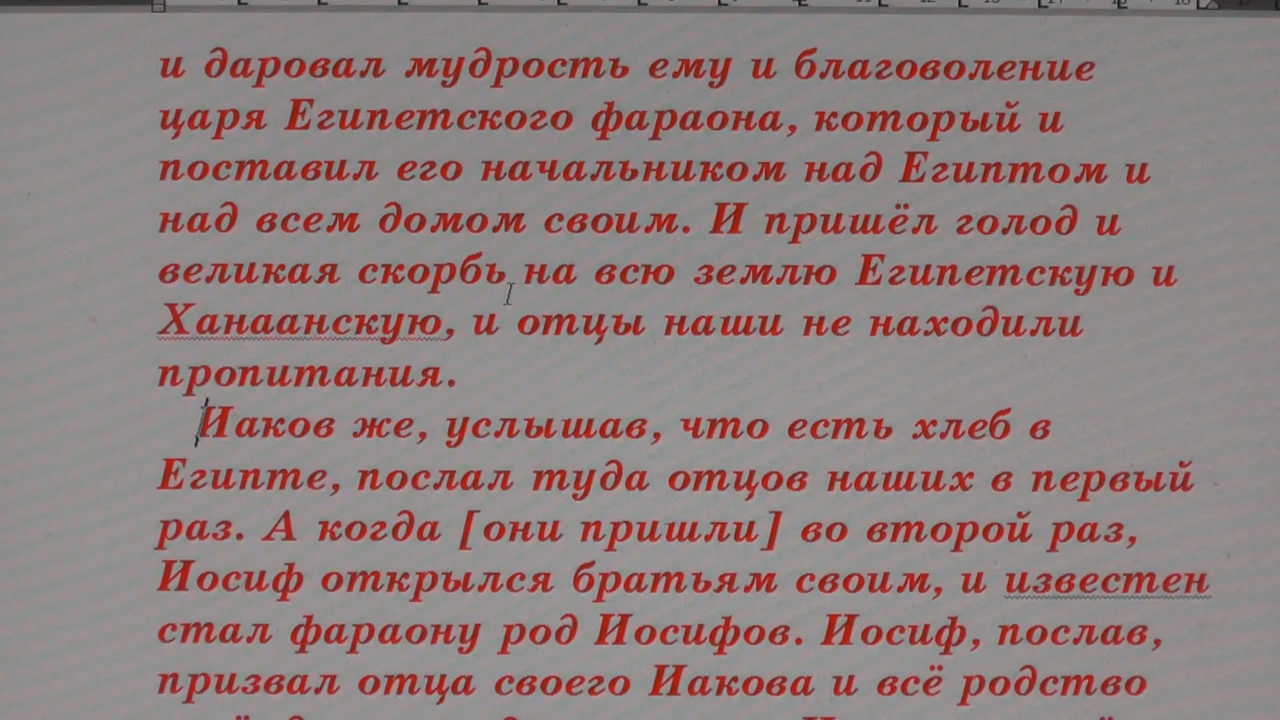 и даровал мудрость ему и благоволение
царя Египетского фараона, который и
поставил его начальником над Египтом и
над всем домом своим. И пришёл голод и
великая скорбь на всю землю Египетскую и
Ханаанскую, и отцы наши не находили
пропитания.
Иаков же, услышав, что есть хлеб в
Египте, послал туда отцов наших в первый
раз. А когда [они пришли] во второй раз,
Иосиф открылся братьям своим, и известен
стал фараону род Иосифов. Иосиф, послав,
призвал отца своего Иакова и всё родство